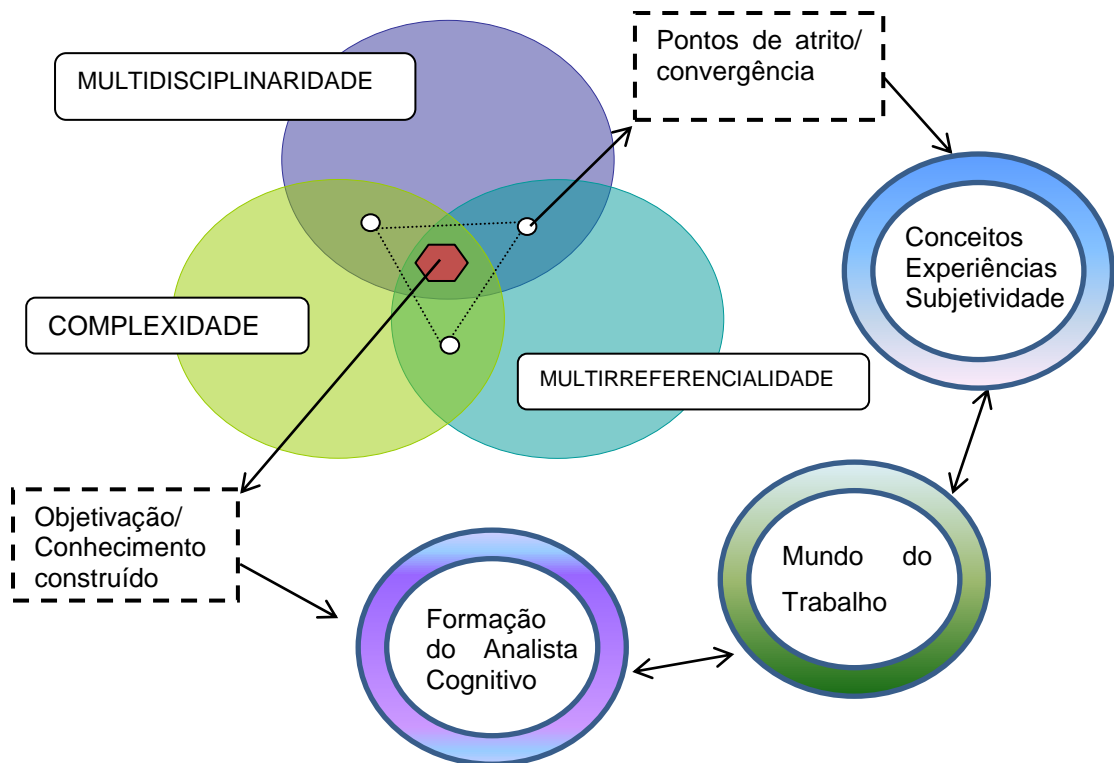 Pontos de atrito/
convergência
MULTIDISCIPLINARIDADE
Conceitos
Experiências
Subjetividade
COMPLEXIDADE
MULTIRREFERENCIALIDADE
Objetivação/
Conhecimento
construído
Mundo do
Trabalho
Formação
do Analista
Cognitivo